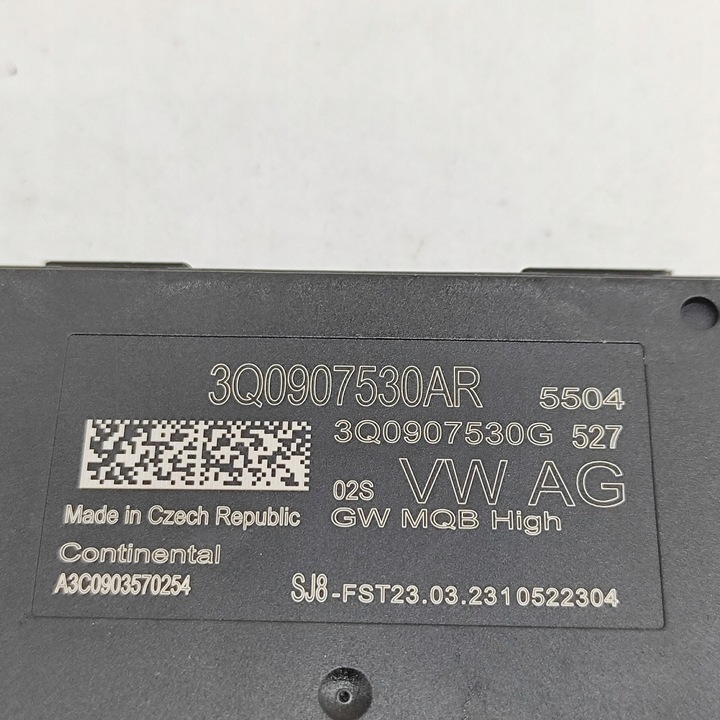 3Q0907530AR 5504
3Q0907530G 527
02S VW AG
Made in Czech Republic GW MQB High
Continental
A3C0903570254 SJ8-FST23.03.2310522304